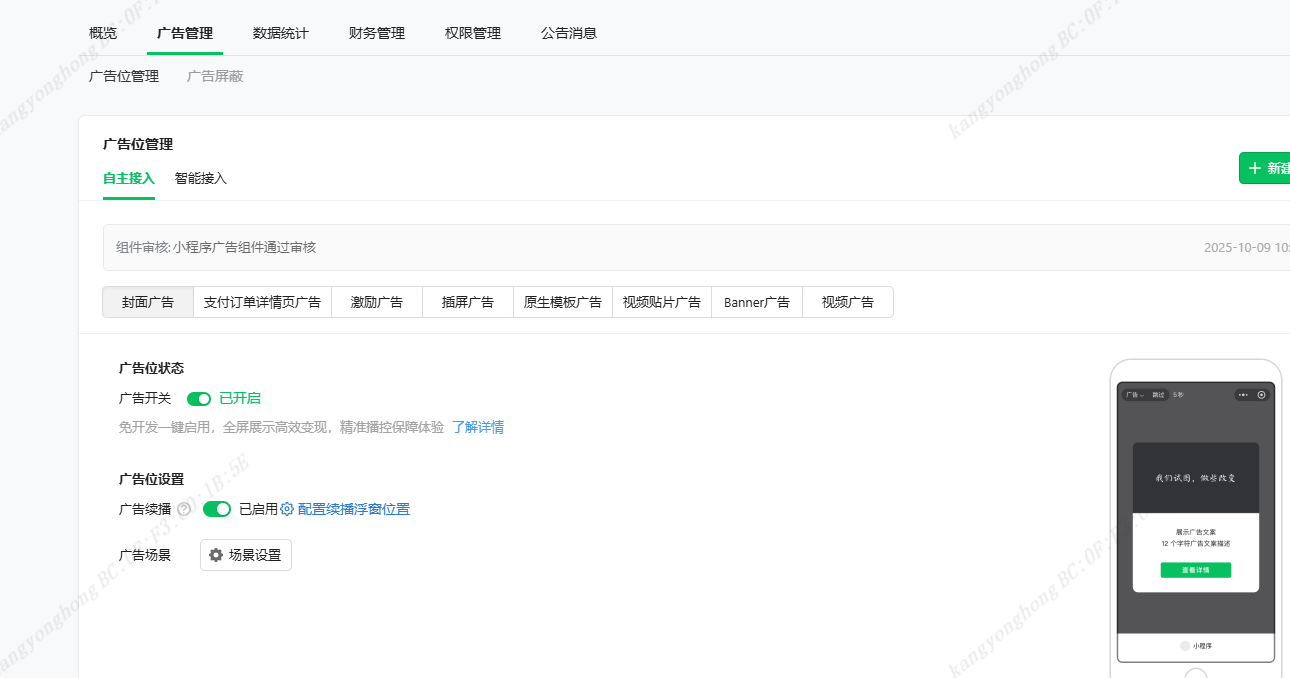 概览 广告管理 数据统计 财务管理 权限管理 公告消息
广告位管理 广告屏蔽
广告位管理
自主接入 智能接入
+ 新建
组件审核: 小程序广告组件通过审核 2025-10-09 10:
封面广告 支付订单详情页广告 激励广告 插屏广告 原生模板广告 视频贴片广告 Banner广告 视频广告
广告位状态
广告开关 已开启
免开发一键启用，全屏展示高效变现，精准播控保障体验 了解详情
广告位设置
广告续播 ? 已启用 配置续播浮窗位置
广告场景 场景设置
广告 跳过 5秒
我们试图，做些改变
展示广告文案
12 个字符广告文案描述
查看详情
小程序
kangyonghong BC:0F:F3:C0:1B:5E